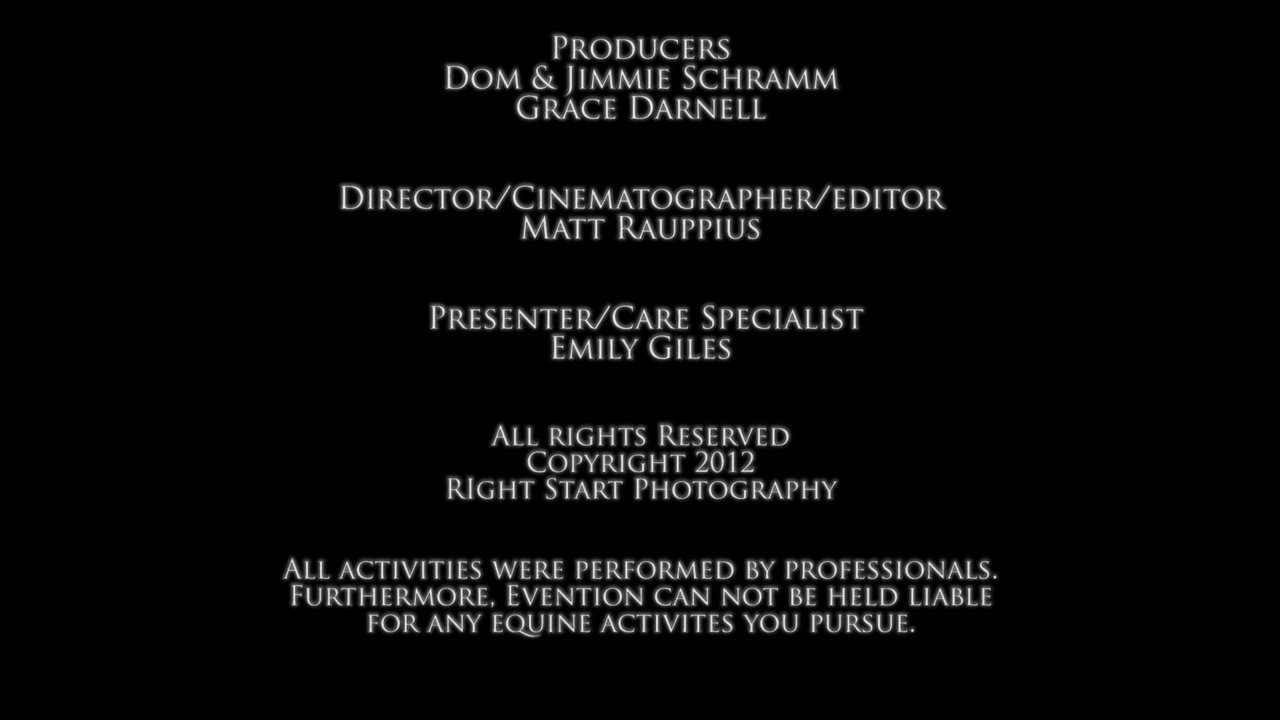 Producers
Dom & Jimmie Schramm
Grace Darnell
Director/Cinematographer/editor
Matt Rauppius
Presenter/Care Specialist
Emily Giles
All rights Reserved
Copyright 2012
RIght Start Photography
All activities were performed by professionals.
Furthermore, Evention can not be held liable
for any equine activites you pursue.